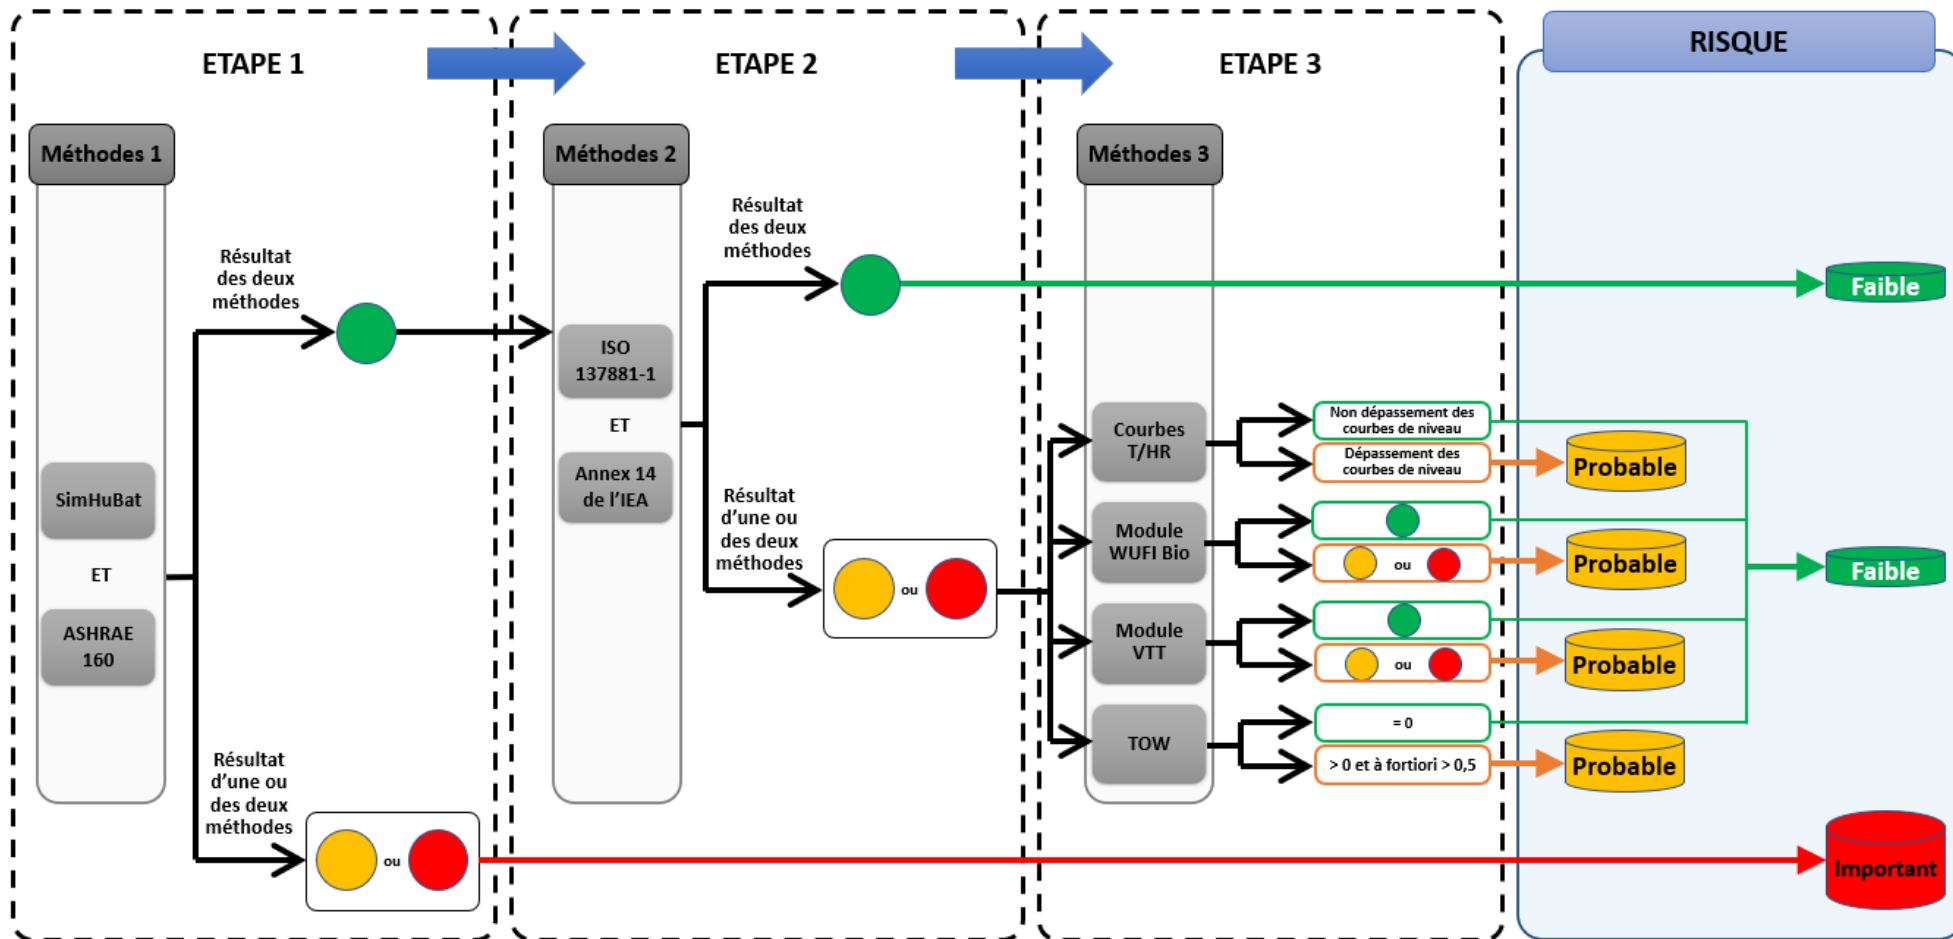 ETAPE 1
ETAPE 2
ETAPE 3
RISQUE
Méthodes 1
SimHuBat
ET
ASHRAE
160
Résultat
des deux
méthodes
Résultat
d'une ou
des deux
méthodes
ou
Méthodes 2
ISO
137881-1
ET
Annex 14
de l'IEA
Résultat
des deux
méthodes
Résultat
d'une ou
des deux
méthodes
ou
Méthodes 3
Courbes
T/HR
Non dépassement des
courbes de niveau
Dépassement des
courbes de niveau
Module
WUFI Bio
ou
Module
VTT
ou
TOW
= 0
> 0 et à fortiori > 0,5
Faible
Probable
Probable
Faible
Probable
Probable
Important